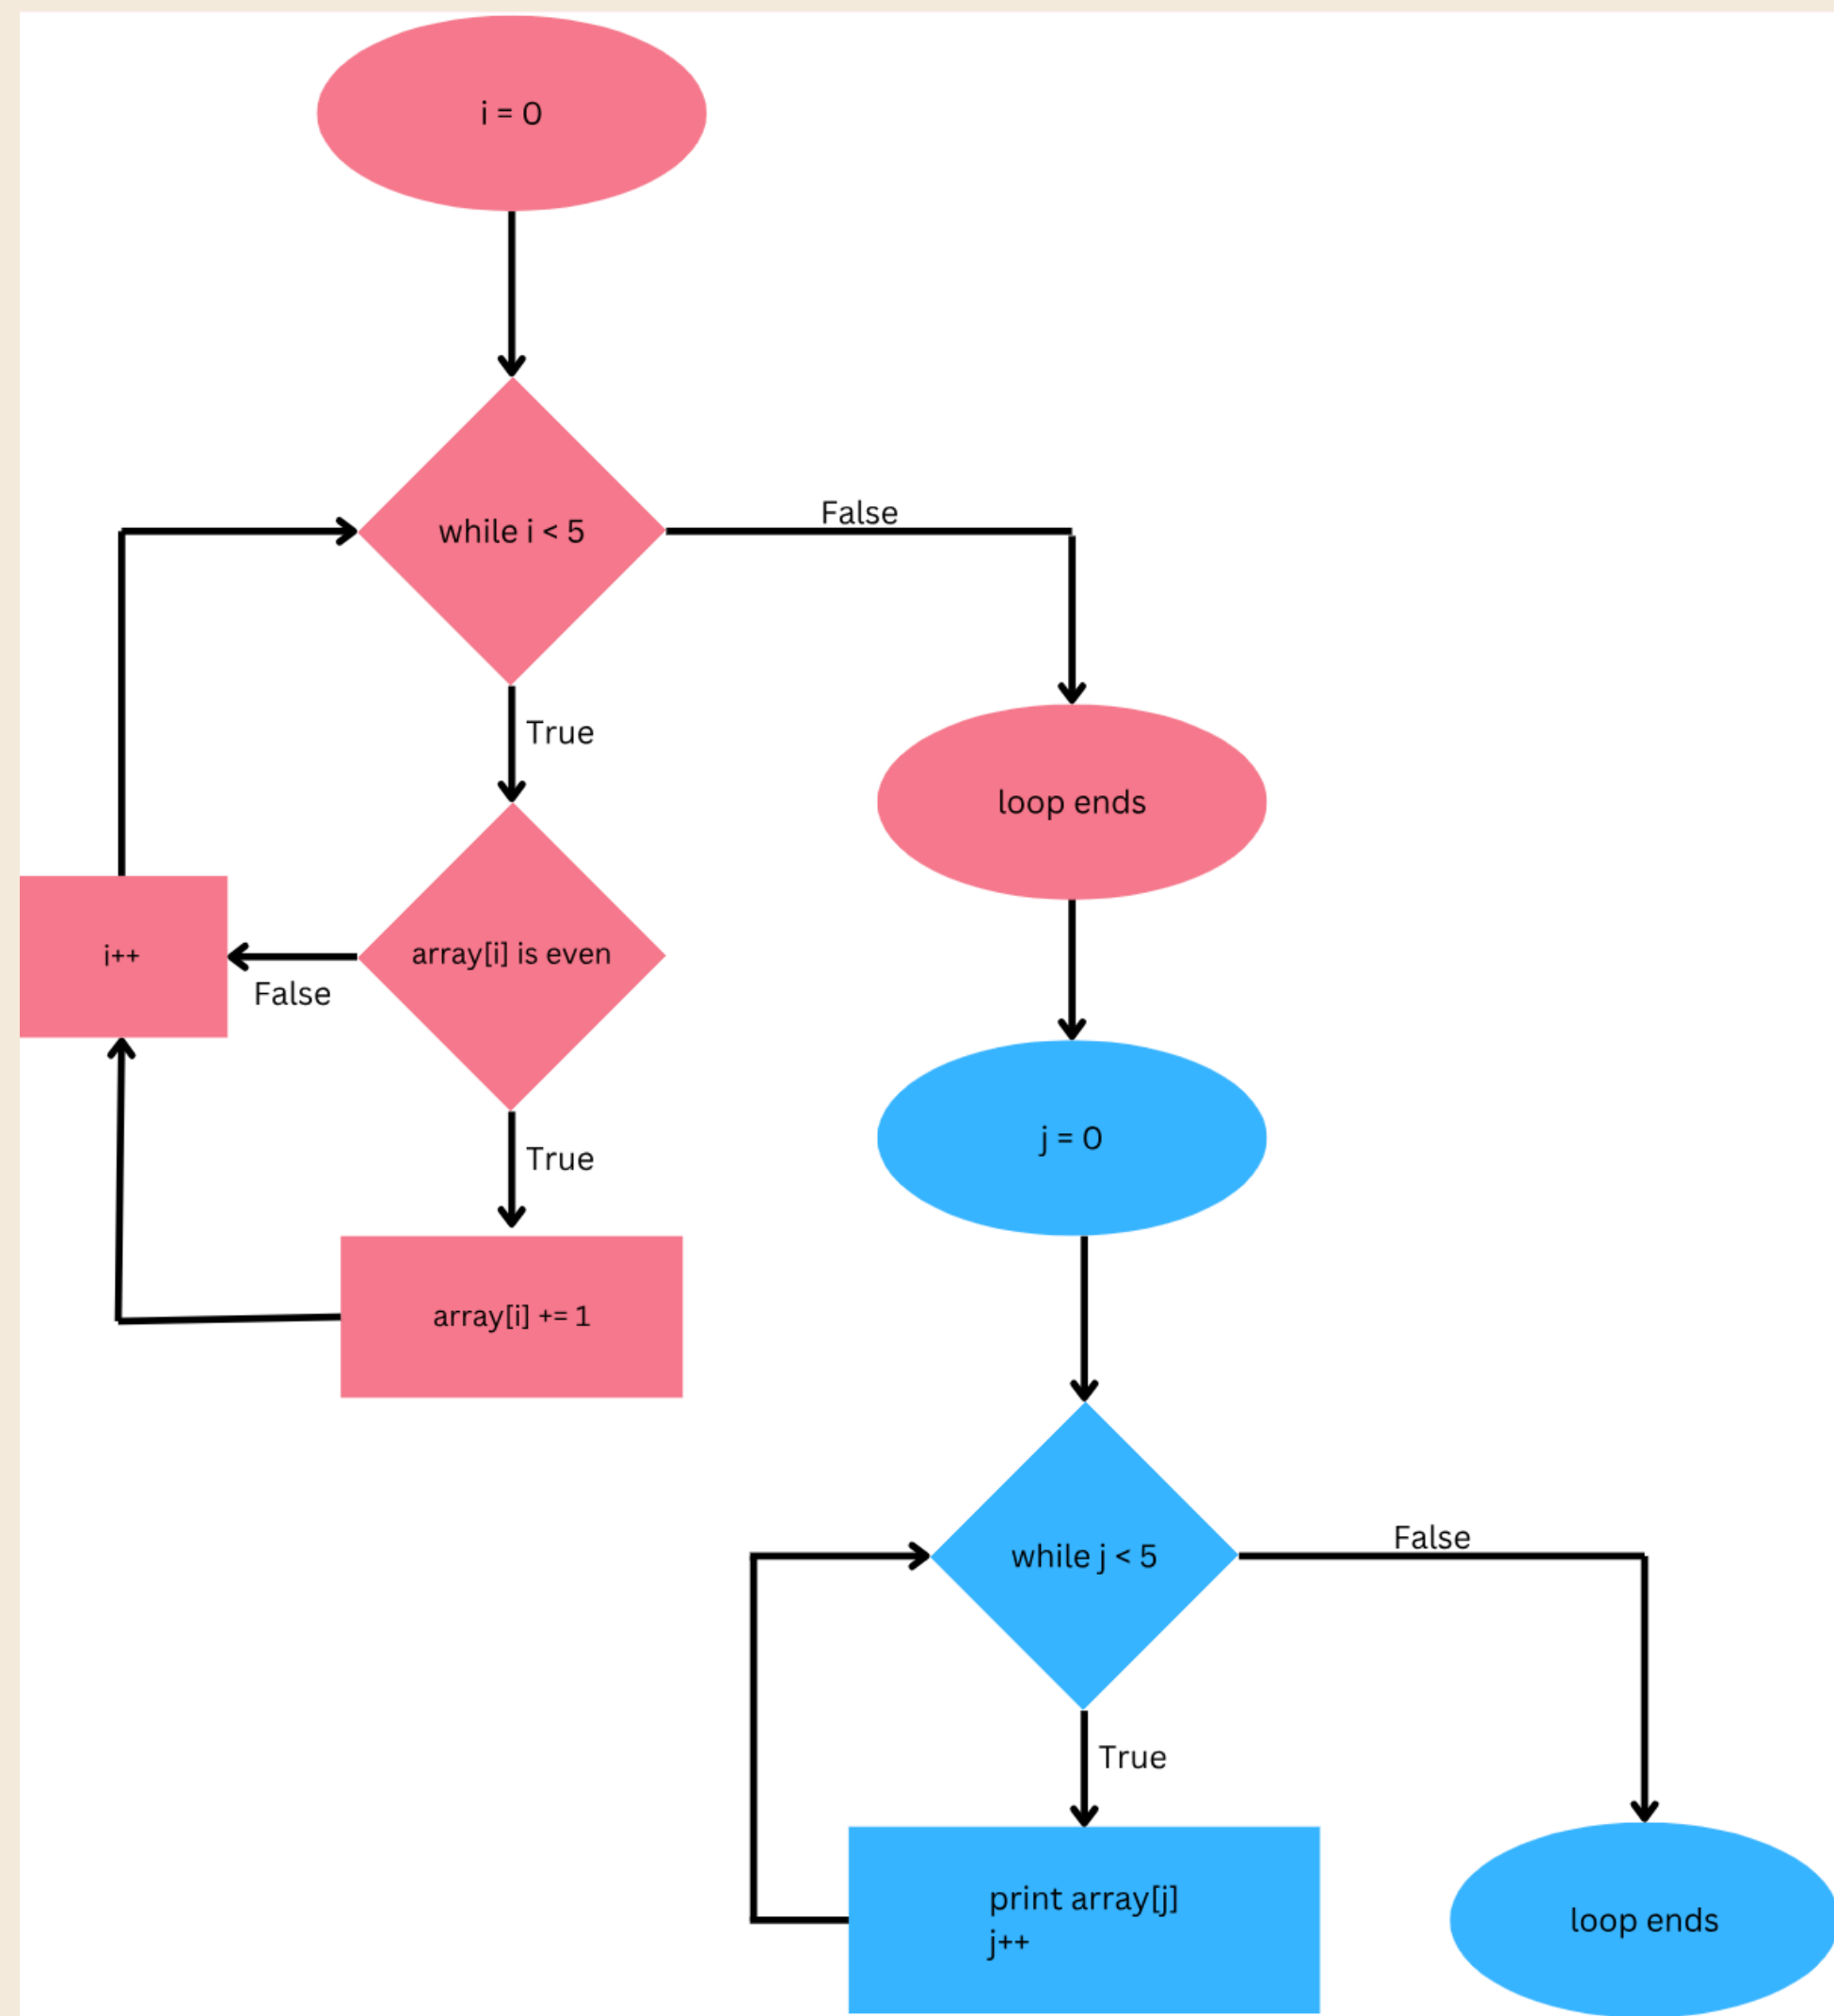 i = 0
while i < 5
False
True
loop ends
array[i] is even
i++
False
j = 0
True
array[i] += 1
while j < 5
False
True
print array[j]
j++
loop ends